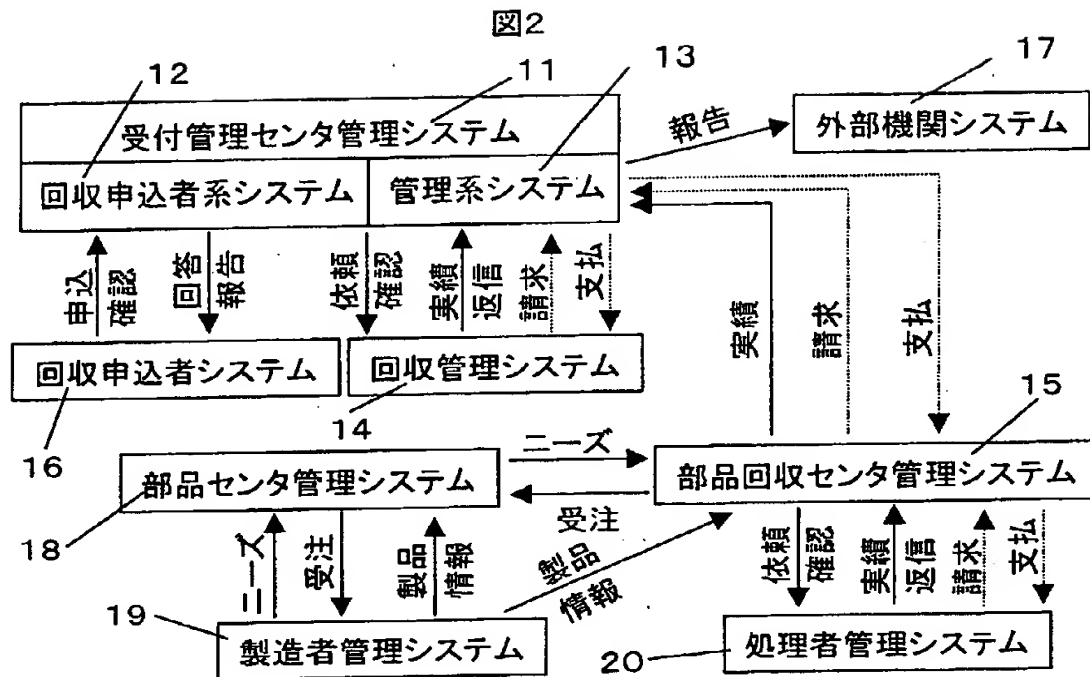 図2
12
11
13
17
受付管理センタ管理システム
回収申込者系システム
管理系システム
報告
外部機関システム
申込
確認
回答
報告
依頼
確認
実績
返信
請求
支払
実績
請求
支払
回収申込者システム
回収管理システム
16
14
15
ニーズ
部品センタ管理システム
部品回収センタ管理システム
18
受注
ニーズ
受注
製品
情報
製品
情報
依頼
確認
実績
返信
請求
支払
19
製造者管理システム
20
処理者管理システム